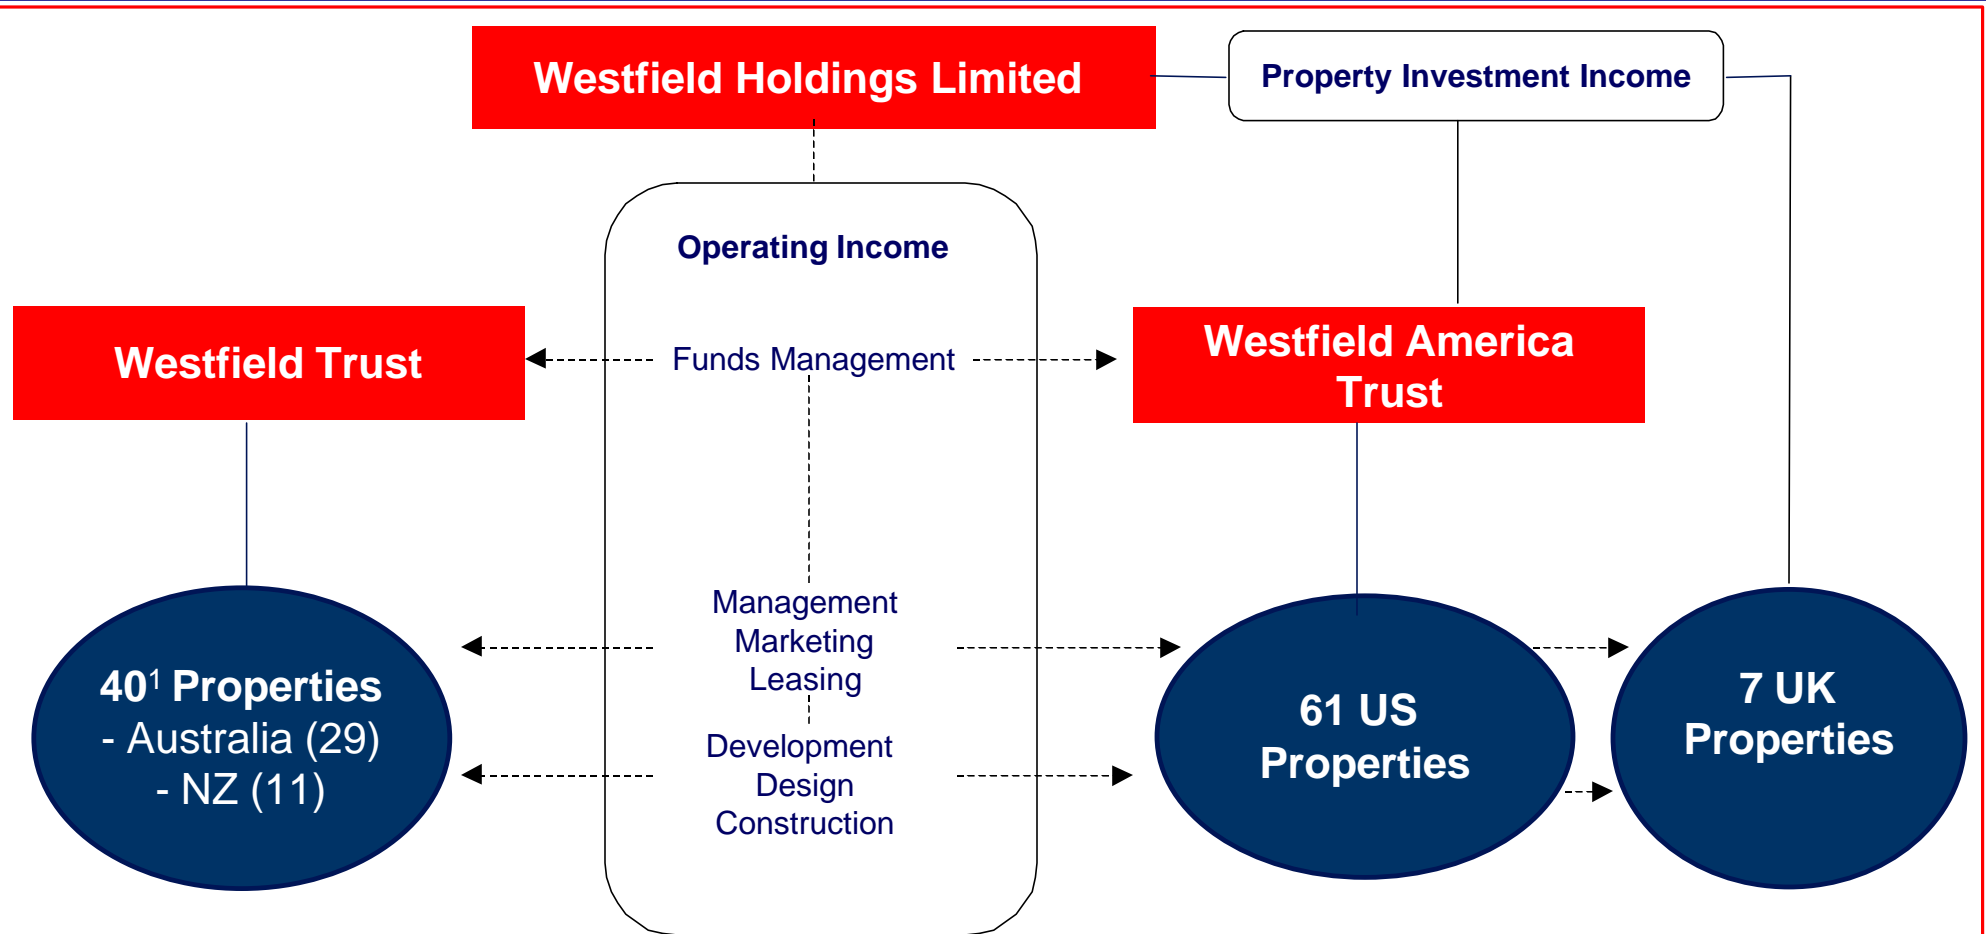 Westfield Holdings Limited
Property Investment Income
Operating Income
Westfield Trust
Funds Management
Westfield America
Trust
40¹ Properties
- Australia (29)
- NZ (11)
Management
Marketing
Leasing
Development
Design
Construction
61 US
Properties
7 UK
Properties